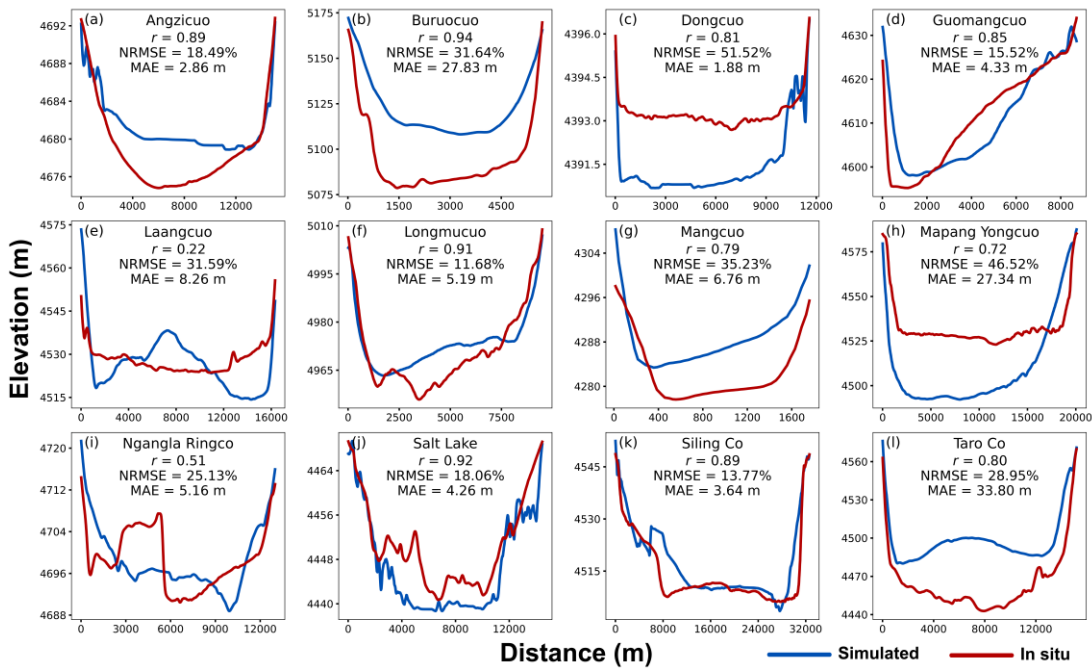 Elevation (m)
(a) Angzicuo
r = 0.89
NRMSE = 18.49%
MAE = 2.86 m
4692
4688
4684
4680
4676
0 4000 8000 12000
(b) Buruocuo
r = 0.94
NRMSE = 31.64%
MAE = 27.83 m
5175
5150
5125
5100
5075
0 1500 3000 4500
(c) Dongcuo
r = 0.81
NRMSE = 51.52%
MAE = 1.88 m
4396.0
4394.5
4393.0
4391.5
0 3000 6000 9000 12000
(d) Guomangcuo
r = 0.85
NRMSE = 15.52%
MAE = 4.33 m
4630
4620
4610
4600
0 2000 4000 6000 8000
(e) Laangcuo
r = 0.22
NRMSE = 31.59%
MAE = 8.26 m
4575
4560
4545
4530
4515
0 4000 8000 12000 16000
(f) Longmucuo
r = 0.91
NRMSE = 11.68%
MAE = 5.19 m
5010
4995
4980
4965
0 2500 5000 7500
(g) Mangcuo
r = 0.79
NRMSE = 35.23%
MAE = 6.76 m
4304
4296
4288
4280
0 400 800 1200 1600
(h) Mapang Yongcuo
r = 0.72
NRMSE = 46.52%
MAE = 27.34 m
4575
4550
4525
4500
0 5000 10000 15000 20000
(i) Ngangla Ringco
r = 0.51
NRMSE = 25.13%
MAE = 5.16 m
4720
4712
4704
4696
4688
0 3000 6000 9000 12000
(j) Salt Lake
r = 0.92
NRMSE = 18.06%
MAE = 4.26 m
4464
4456
4448
4440
0 4000 8000 12000
(k) Siling Co
r = 0.89
NRMSE = 13.77%
MAE = 3.64 m
4545
4530
4515
0 8000 16000 24000 32000
(l) Taro Co
r = 0.80
NRMSE = 28.95%
MAE = 33.80 m
4560
4530
4500
4470
4440
0 4000 8000 12000
Distance (m)
Simulated
In situ